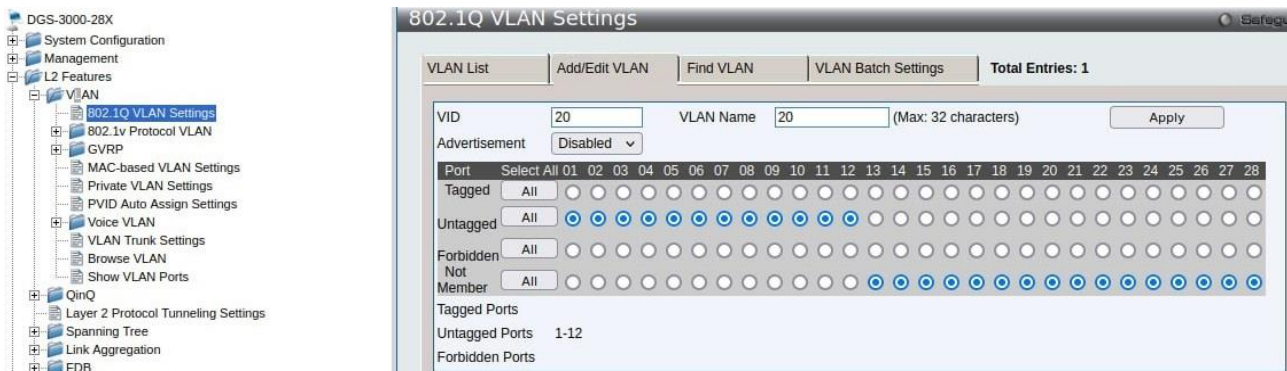 DGS-3000-28X
System Configuration
Management
L2 Features
VLAN
802.1Q VLAN Settings
802.1v Protocol VLAN
GVRP
MAC-based VLAN Settings
Private VLAN Settings
PVID Auto Assign Settings
Voice VLAN
VLAN Trunk Settings
Browse VLAN
Show VLAN Ports
QinQ
Layer 2 Protocol Tunneling Settings
Spanning Tree
Link Aggregation
FDB
802.1Q VLAN Settings
VLAN List Add/Edit VLAN Find VLAN VLAN Batch Settings Total Entries: 1
VID 20 VLAN Name 20 (Max: 32 characters) Apply
Advertisement Disabled
Port Select All 01 02 03 04 05 06 07 08 09 10 11 12 13 14 15 16 17 18 19 20 21 22 23 24 25 26 27 28
Tagged All
Untagged All
Forbidden All
Not
Member All
Tagged Ports
Untagged Ports 1-12
Forbidden Ports